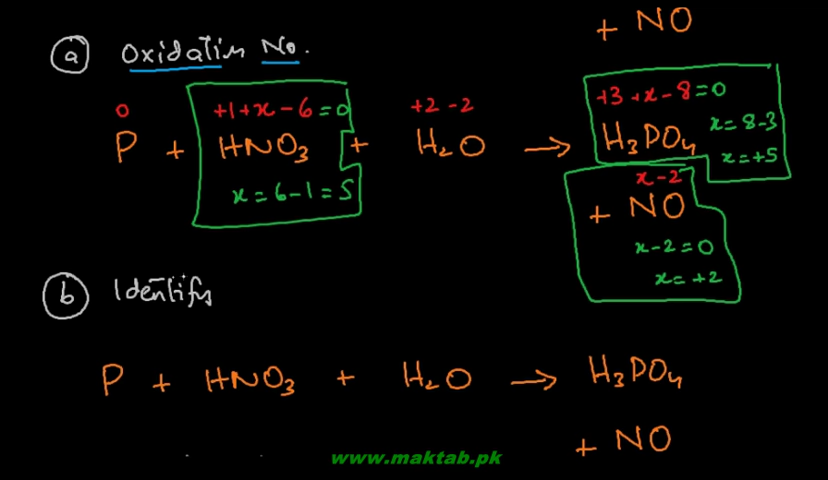 + NO
(a) Oxidation No.
0 +1+x-6=0 +2-2 +3+x-8=0
P + HNO₃ + H₂O → H₃PO₄ x=8-3
x=+5
x=6-1=5
x-2
+ NO
x-2=0
x=+2
(b) Identify
P + HNO₃ + H₂O → H₃PO₄
+ NO
www.maktab.pk